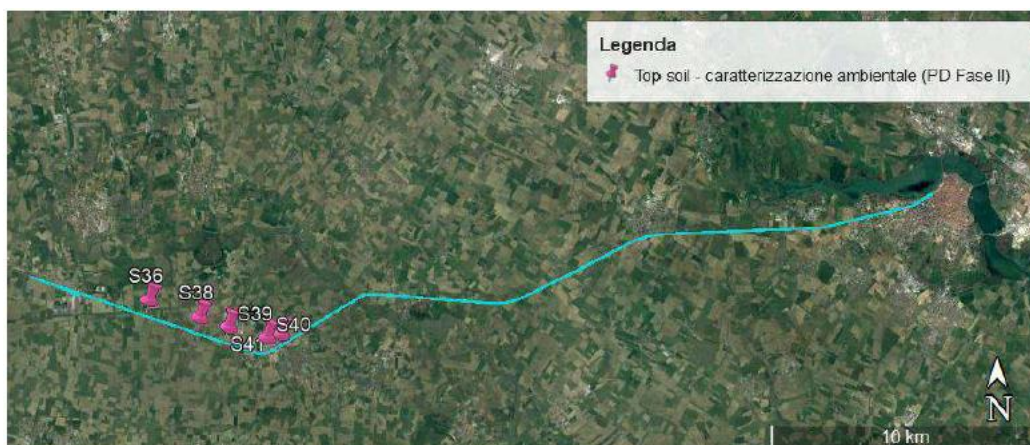 Legenda
Top soil - caratterizzazione ambientale (PD Fase II)
S36
S38
S39
S40
S41
N
10 km